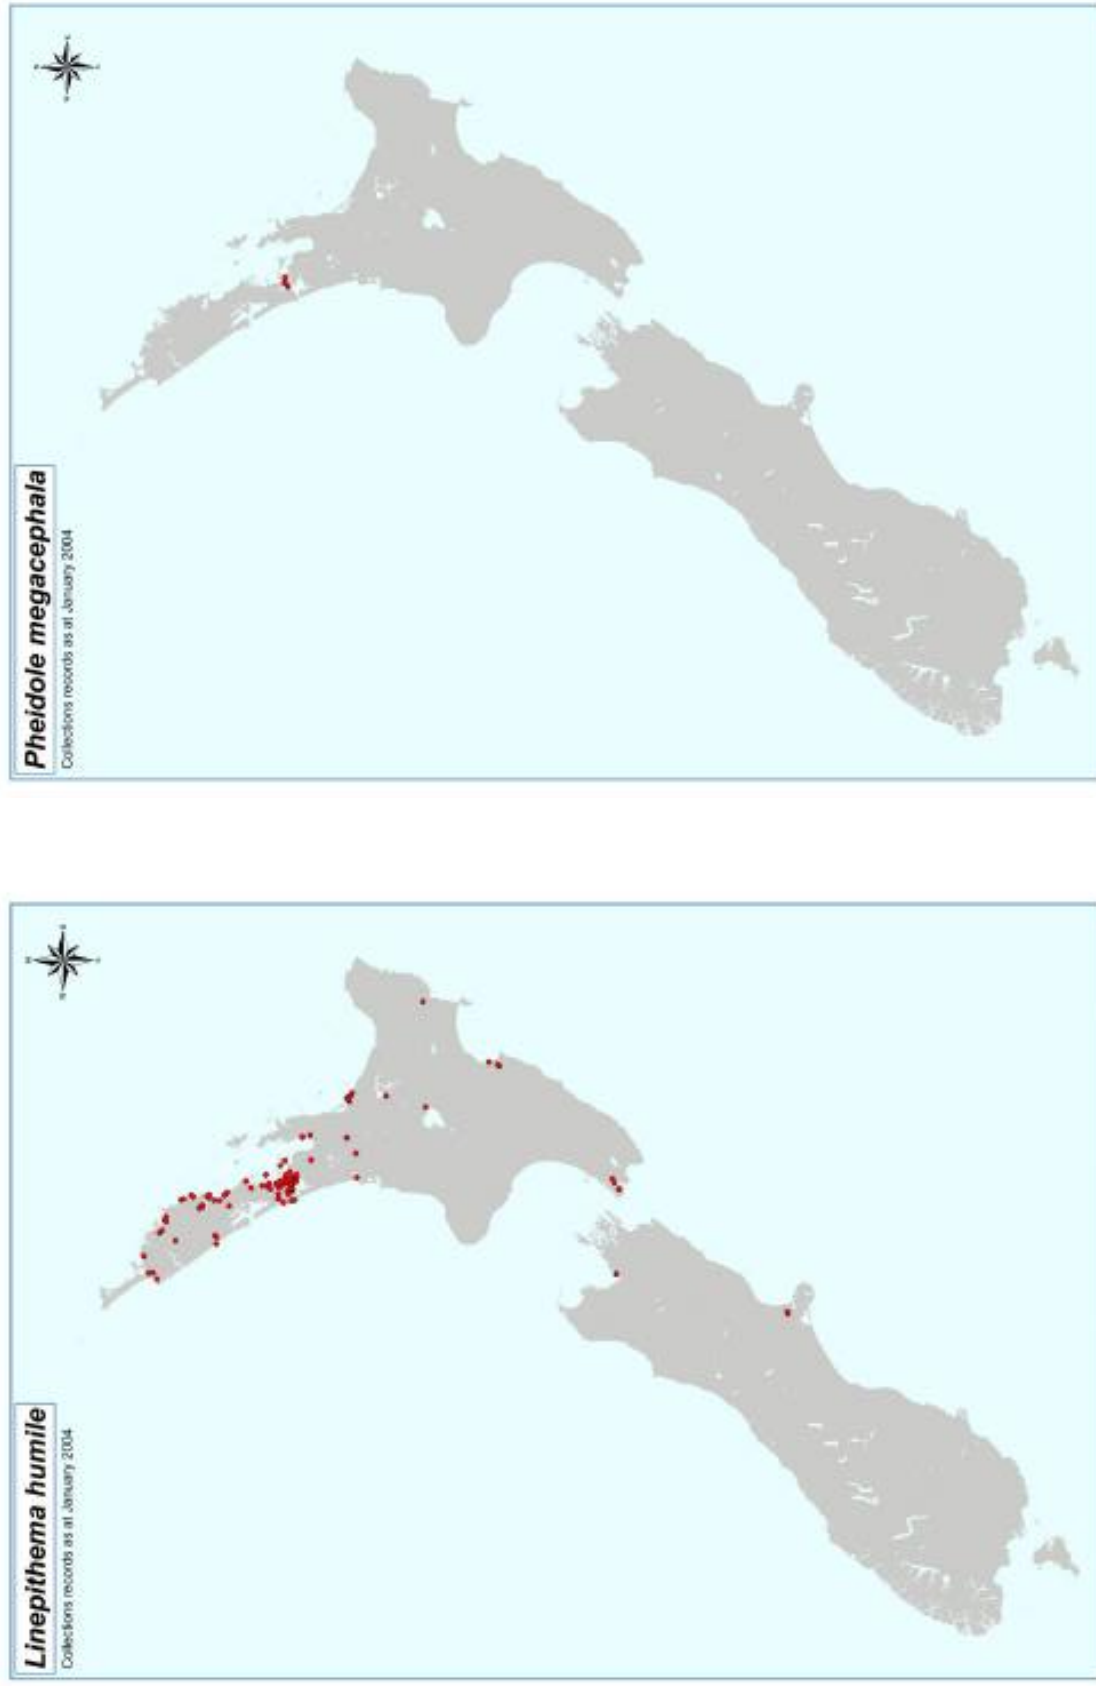 Pheidole megacephala
Collections records as at January 2004
Linepithema humile
Collections records as at January 2004